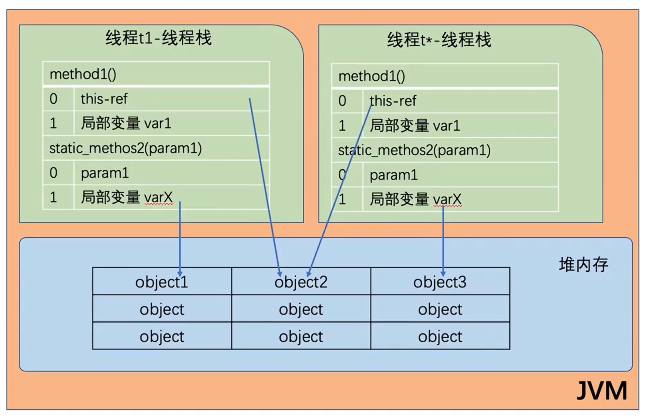 线程t1-线程栈
method1()
0 this-ref
1 局部变量 var1
static_methos2(param1)
0 param1
1 局部变量 varX
线程t*-线程栈
method1()
0 this-ref
1 局部变量 var1
static_methos2(param1)
0 param1
1 局部变量 varX
堆内存
object1 object2 object3
object object object
object object object
JVM